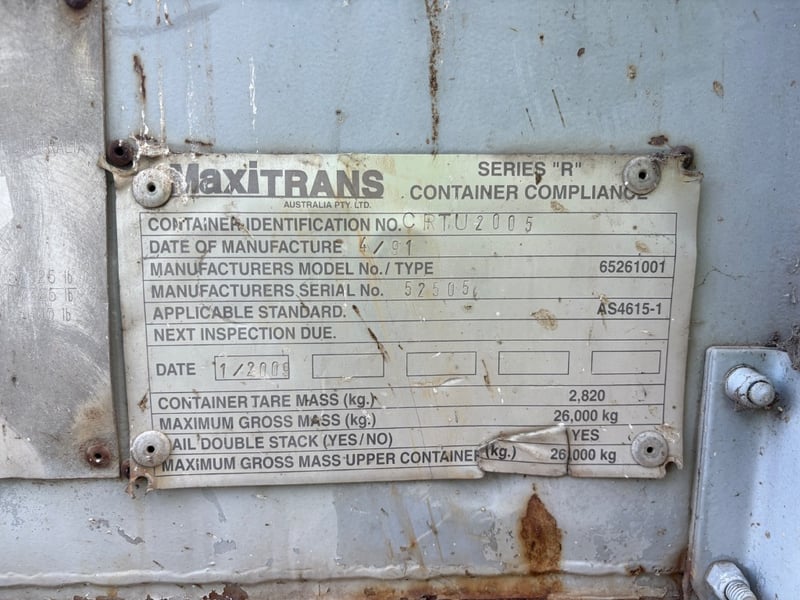 MaxiTRANS
AUSTRALIA PTY. LTD.
SERIES "R"
CONTAINER COMPLIANCE
CONTAINER IDENTIFICATION NO. CRTU2005
DATE OF MANUFACTURE 4/91
MANUFACTURERS MODEL No. / TYPE 65261001
MANUFACTURERS SERIAL No. 52505
APPLICABLE STANDARD. AS4615-1
NEXT INSPECTION DUE.
DATE 1/2009
CONTAINER TARE MASS (kg.) 2,820
MAXIMUM GROSS MASS (kg.) 26,000 kg
AIL DOUBLE STACK (YES/NO) YES
MAXIMUM GROSS MASS UPPER CONTAINER (kg.) 26,000 kg